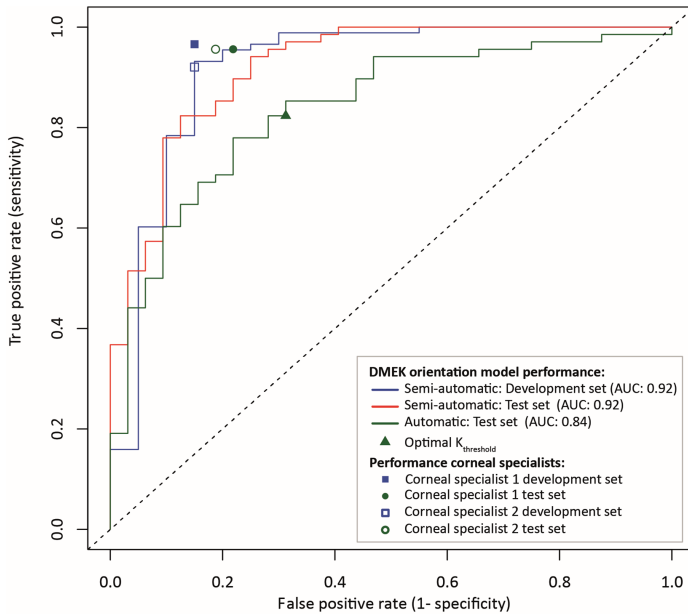 True positive rate (sensitivity)
1.0
0.8
0.6
0.4
0.2
0.0
DMEK orientation model performance:
Semi-automatic: Development set (AUC: 0.92)
Semi-automatic: Test set (AUC: 0.92)
Automatic: Test set (AUC: 0.84)
Optimal Kthreshold
Performance corneal specialists:
Corneal specialist 1 development set
Corneal specialist 1 test set
Corneal specialist 2 development set
Corneal specialist 2 test set
0.0 0.2 0.4 0.6 0.8 1.0
False positive rate (1- specificity)